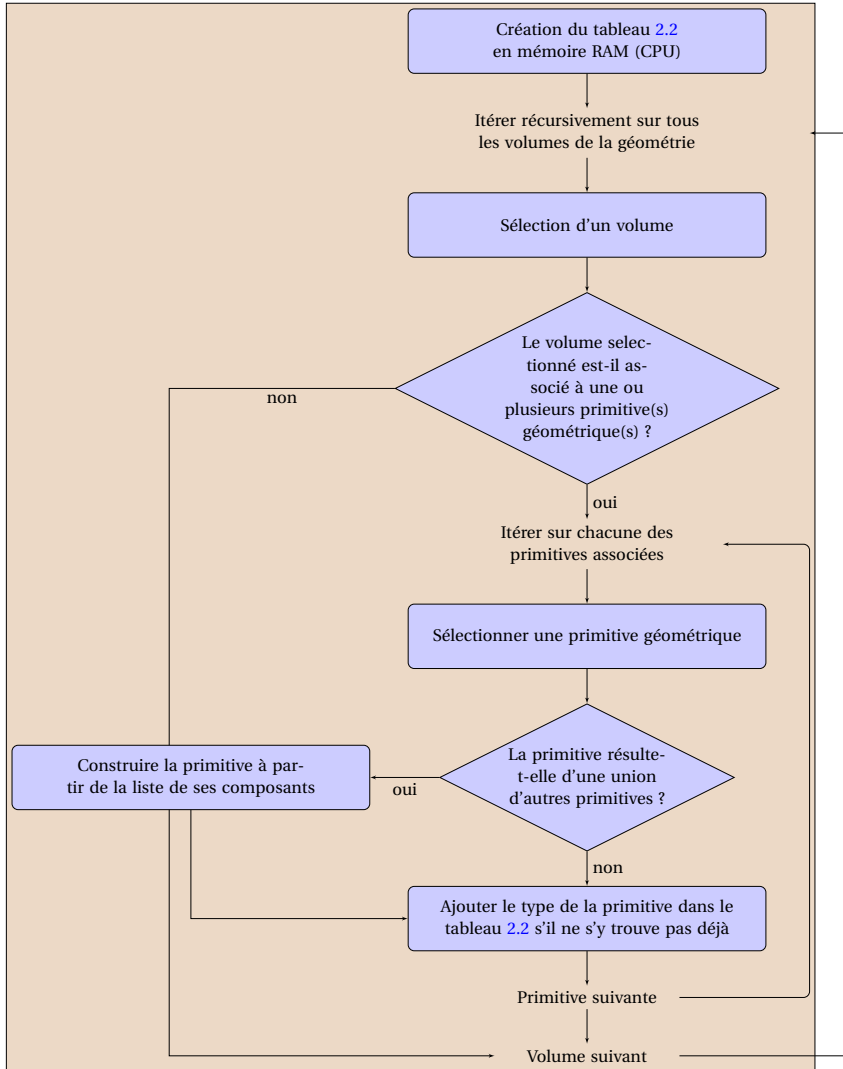 Création du tableau 2.2
en mémoire RAM (CPU)
Itérer récursivement sur tous
les volumes de la géométrie
Sélection d'un volume
Le volume selec-
tionné est-il as-
socié à une ou
plusieurs primitive(s)
géométrique(s) ?
non
oui
Itérer sur chacune des
primitives associées
Sélectionner une primitive géométrique
La primitive résulte-
t-elle d'une union
d'autres primitives ?
oui
Construire la primitive à par-
tir de la liste de ses composants
non
Ajouter le type de la primitive dans le
tableau 2.2 s'il ne s'y trouve pas déjà
Primitive suivante
Volume suivant